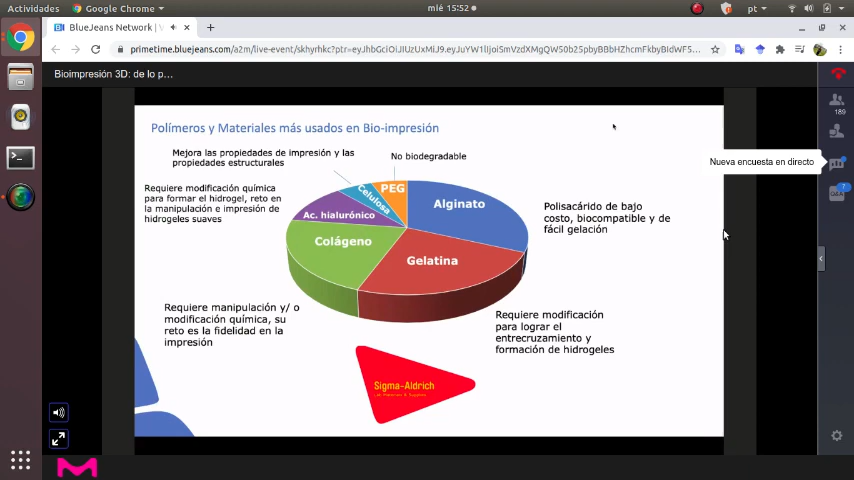 Actividades
Google Chrome
mié 15:52
pt
BlueJeans Network | V
primetime.bluejeans.com/a2m/live-event/skhyrhkc?ptr=eyJhbGciOiJIUzUxMiJ9.eyJuYW1lIjoiSmVzdXMgQW50b25pbyBBbHZhcmFkbyBIdWF5...
Bioimpresión 3D: de lo p...
189
Nueva encuesta en directo
7
Q&A
Polímeros y Materiales más usados en Bio-impresión
Mejora las propiedades de impresión y las
propiedades estructurales
No biodegradable
Requiere modificación química
para formar el hidrogel, reto en
la manipulación e impresión de
hidrogeles suaves
PEG
Celulosa
Alginato
Ac. hialurónico
Polisacárido de bajo
costo, biocompatible y de
fácil gelación
Colágeno
Gelatina
Requiere manipulación y/ o
modificación química, su
reto es la fidelidad en la
impresión
Requiere modificación
para lograr el
entrecruzamiento y
formación de hidrogeles
Sigma-Aldrich
Lab Materials & Supplies
M